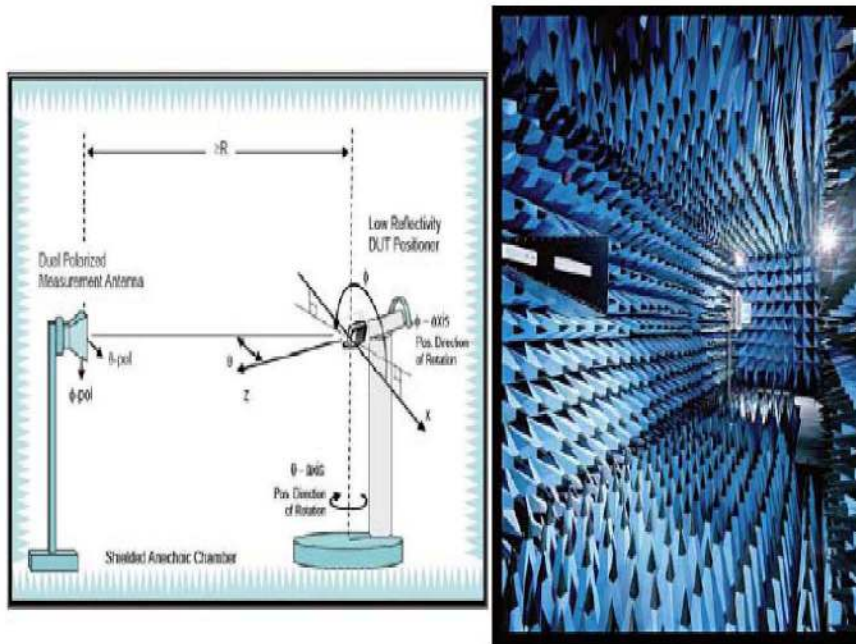 ≥R
Low Reflectivity
DUT Positioner
Dual Polarized
Measurement Antenna
ϕ
ϕ - axis
Pos. Direction
of Rotation
θ-pol
ϕ-pol
θ
Z
X
θ - axis
Pos. Direction
of Rotation
Shielded Anechoic Chamber